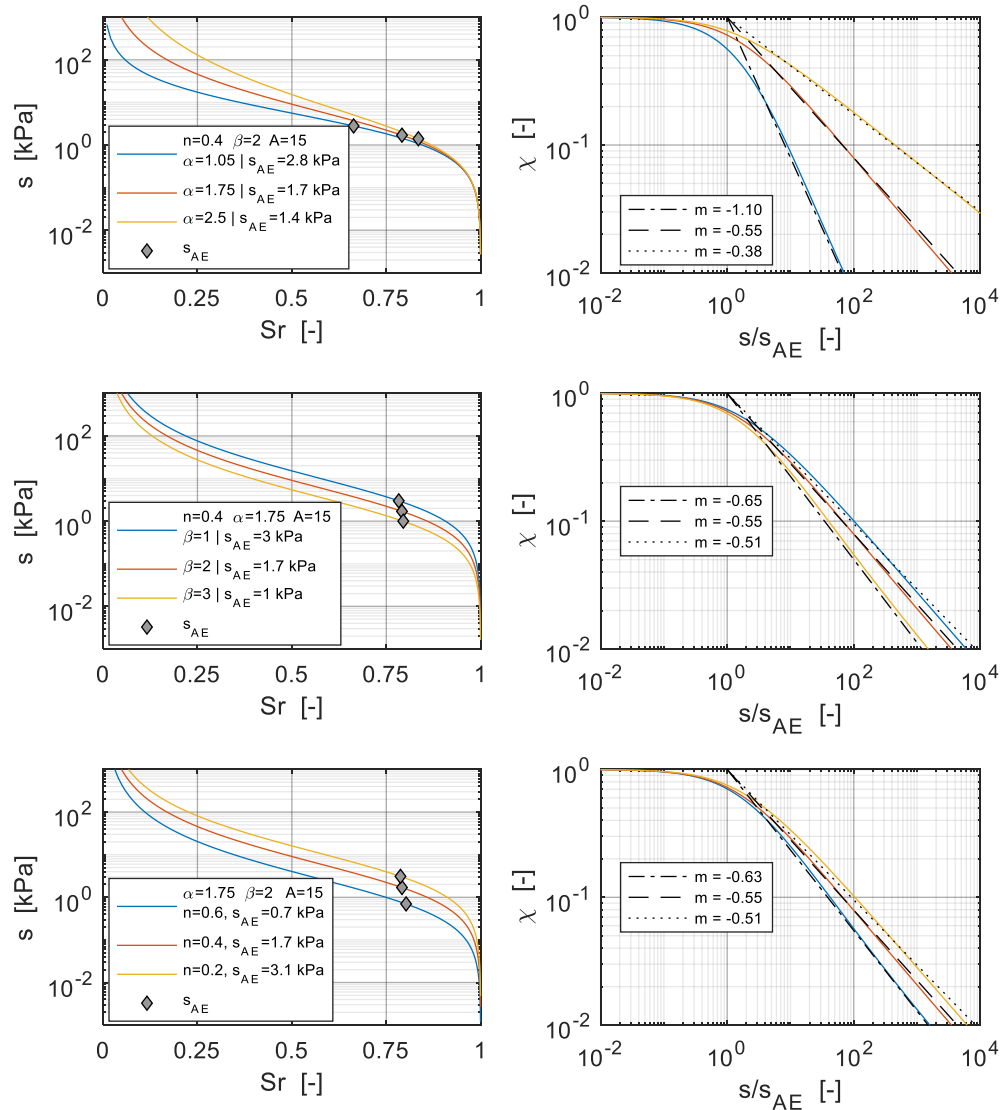 s [kPa]
10^2
10^0
10^-2
n=0.4 β=2 A=15
α=1.05 | s_AE=2.8 kPa
α=1.75 | s_AE=1.7 kPa
α=2.5 | s_AE=1.4 kPa
s_AE
0 0.25 0.5 0.75 1
Sr [-]
χ [-]
10^0
10^-1
10^-2
m = -1.10
m = -0.55
m = -0.38
10^-2 10^0 10^2 10^4
s/s_AE [-]
s [kPa]
10^2
10^0
10^-2
n=0.4 α=1.75 A=15
β=1 | s_AE=3 kPa
β=2 | s_AE=1.7 kPa
β=3 | s_AE=1 kPa
s_AE
0 0.25 0.5 0.75 1
Sr [-]
χ [-]
10^0
10^-1
10^-2
m = -0.65
m = -0.55
m = -0.51
10^-2 10^0 10^2 10^4
s/s_AE [-]
s [kPa]
10^2
10^0
10^-2
α=1.75 β=2 A=15
n=0.6, s_AE=0.7 kPa
n=0.4, s_AE=1.7 kPa
n=0.2, s_AE=3.1 kPa
s_AE
0 0.25 0.5 0.75 1
Sr [-]
χ [-]
10^0
10^-1
10^-2
m = -0.63
m = -0.55
m = -0.51
10^-2 10^0 10^2 10^4
s/s_AE [-]